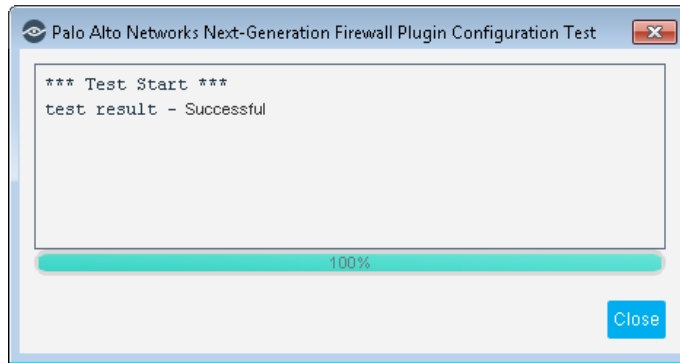 Palo Alto Networks Next-Generation Firewall Plugin Configuration Test
*** Test Start ***
test result - Successful
100%
Close